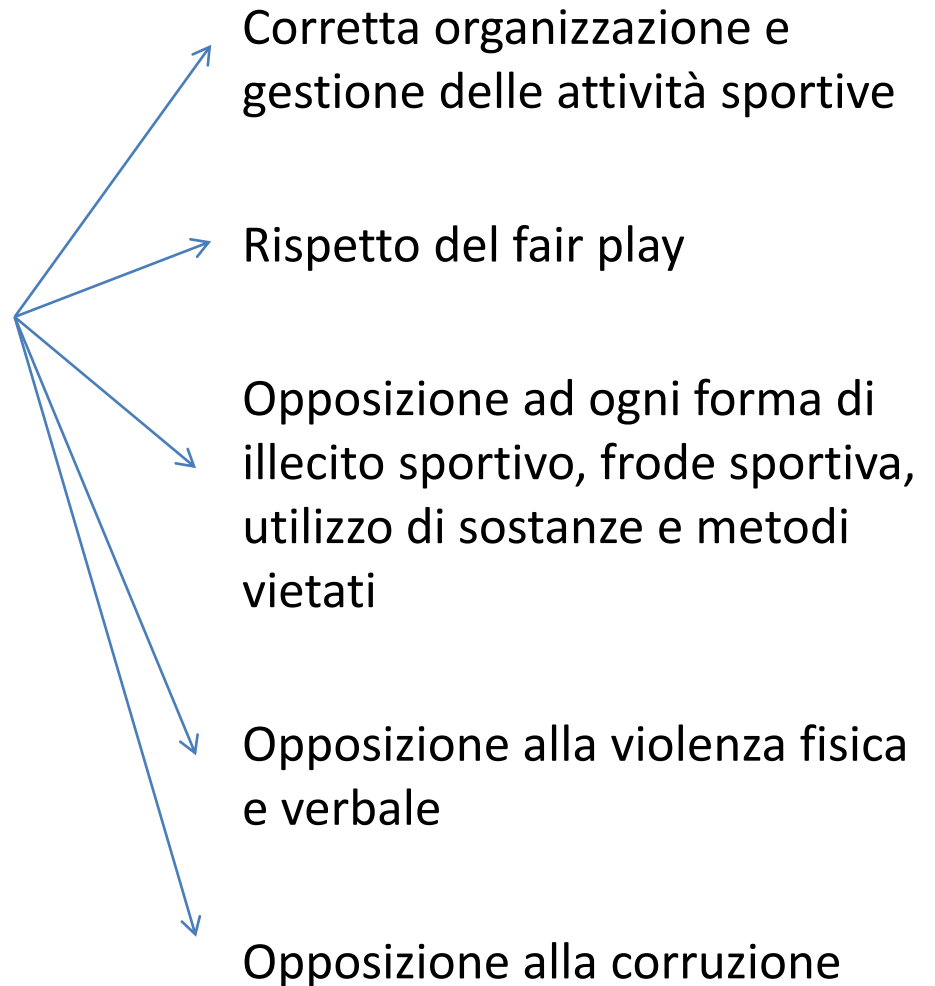 Corretta organizzazione e
gestione delle attività sportive
Rispetto del fair play
Opposizione ad ogni forma di
illecito sportivo, frode sportiva,
utilizzo di sostanze e metodi
vietati
Opposizione alla violenza fisica
e verbale
Opposizione alla corruzione